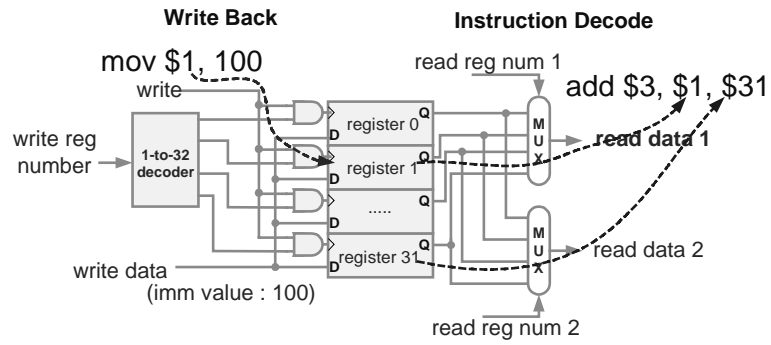 Write Back
Instruction Decode
mov $1, 100
read reg num 1
add $3, $1, $31
write
write reg
number
1-to-32
decoder
register 0
Q
D
register 1
Q
D
.....
Q
D
register 31
Q
D
M
U
X
read data 1
M
U
X
read data 2
write data
(imm value : 100)
read reg num 2